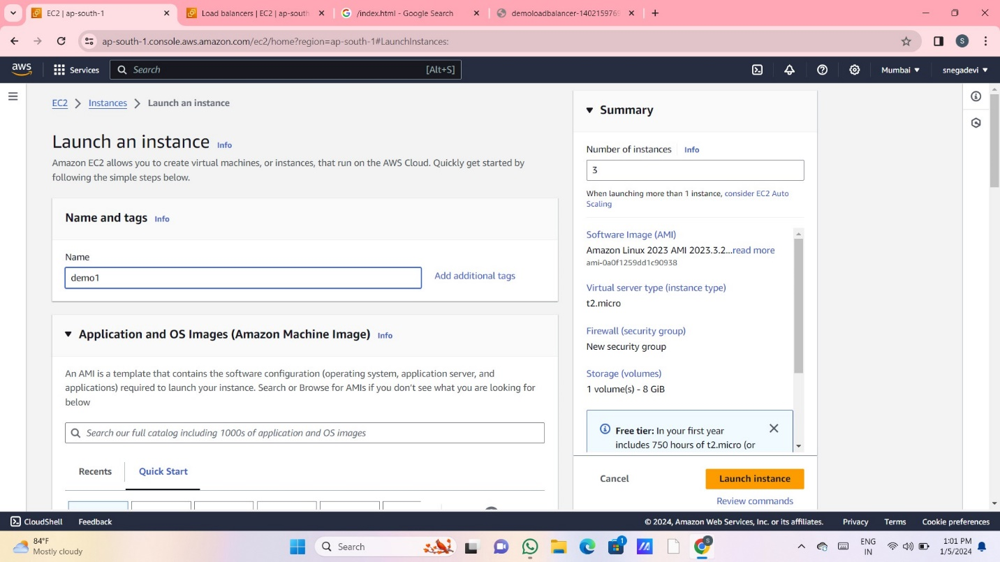 EC2 | ap-south-1
Load balancers | EC2 | ap-south
/index.html - Google Search
demoloadbalancer-1402159769
ap-south-1.console.aws.amazon.com/ec2/home?region=ap-south-1#LaunchInstances:
S
aws
Services
Search
[Alt+S]
Mumbai
snegadevi
EC2
Instances
Launch an instance
Launch an instance
Info
Amazon EC2 allows you to create virtual machines, or instances, that run on the AWS Cloud. Quickly get started by
following the simple steps below.
Name and tags
Info
Name
demo1
Add additional tags
Application and OS Images (Amazon Machine Image)
Info
An AMI is a template that contains the software configuration (operating system, application server, and
applications) required to launch your instance. Search or Browse for AMIs if you don't see what you are looking for
below
Search our full catalog including 1000s of application and OS images
Recents
Quick Start
Summary
Number of instances
Info
3
When launching more than 1 instance, consider EC2 Auto
Scaling
Software Image (AMI)
Amazon Linux 2023 AMI 2023.3.2...read more
ami-0a0f1259dd1c90938
Virtual server type (instance type)
t2.micro
Firewall (security group)
New security group
Storage (volumes)
1 volume(s) - 8 GiB
Free tier: In your first year
includes 750 hours of t2.micro (or
Cancel
Launch instance
Review commands
CloudShell
Feedback
© 2024, Amazon Web Services, Inc. or its affiliates.
Privacy
Terms
Cookie preferences
84°F
Mostly cloudy
Search
1
S
ENG
IN
1:01 PM
1/5/2024